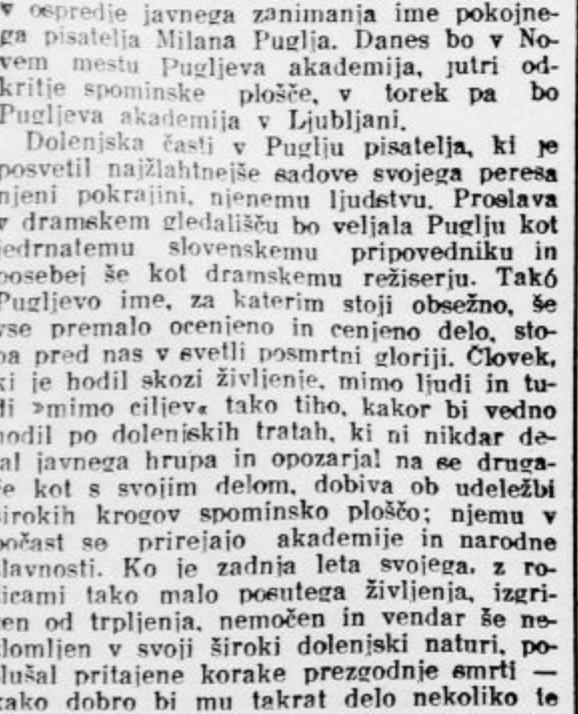 v ospredje javnega zanimanja ime pokojne-
ga pisatelja Milana Puglja. Danes bo v No-
vem mestu Pugljeva akademija, jutri od-
kritje spominske plošče, v torek pa bo
Pugljeva akademija v Ljubljani.
Dolenjska časti v Puglju pisatelja, ki je
posvetil najžlahtnejše sadove svojega peresa
njeni pokrajini, njenemu ljudstvu. Proslava
v dramskem gledališču bo veljala Puglju kot
jedrnatemu slovenskemu pripovedniku in
posebej še kot dramskemu režiserju. Takó
Pugljevo ime, za katerim stoji obsežno, še
vse premalo ocenjeno in cenjeno delo, sto-
pa pred nas v svetli posmrtni gloriji. Človek,
ki je hodil skozi življenje, mimo ljudi in tu-
di »mimo ciljev« tako tiho, kakor bi vedno
hodil po dolenjskih tratah, ki ni nikdar de-
lal javnega hrupa in opozarjal na se druga-
če kot s svojim delom, dobiva ob udeležbi
širokih krogov spominsko ploščo; njemu v
počast se prirejajo akademije in narodne
slavnosti. Ko je zadnja leta svojega, z ro-
žicami tako malo posutega življenja, izgri-
zen od trpljenja, nemočen in vendar še ne-
zlomljen v svoji široki dolenjski naturi, po-
slušal pritajene korake prezgodnje smrti —
kako dobro bi mu takrat delo nekoliko te